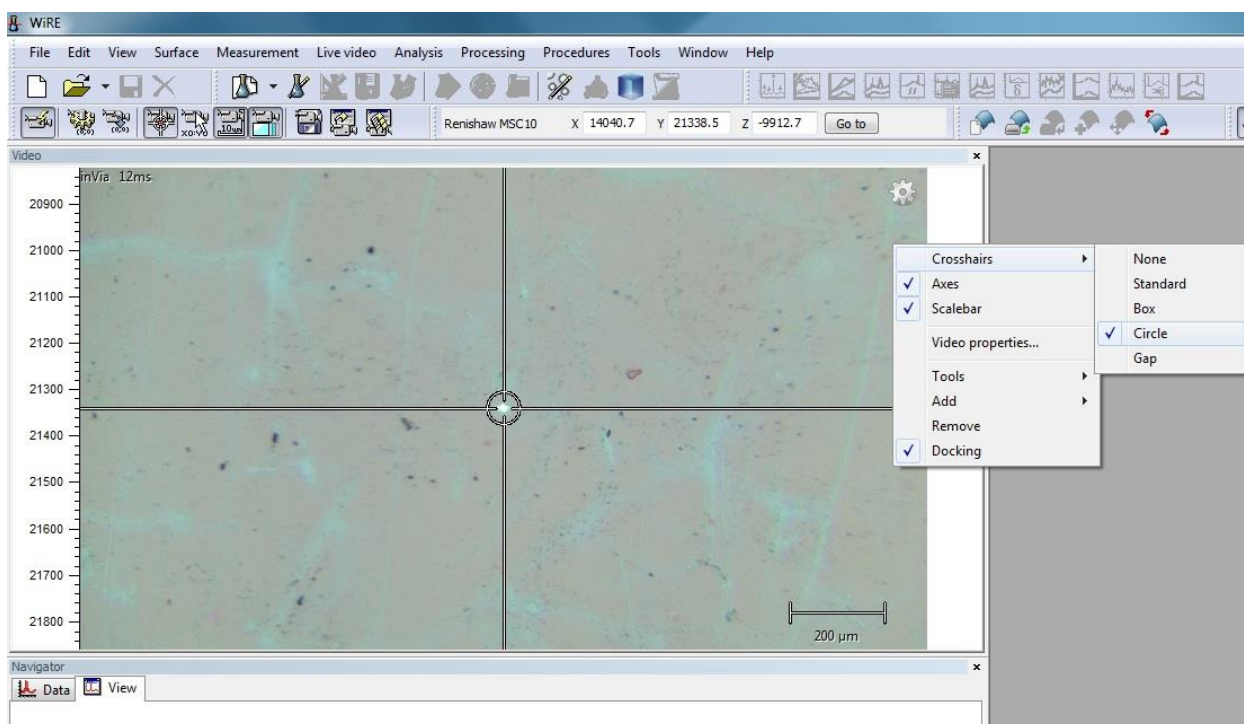 WiRE
File Edit View Surface Measurement Live video Analysis Processing Procedures Tools Window Help
Renishaw MSC10 X 14040.7 Y 21338.5 Z -9912.7 Go to
Video x
inVia 12ms
20900
21000
21100
21200
21300
21400
21500
21600
21700
21800
200 µm
Crosshairs
Axes
Scalebar
Video properties...
Tools
Add
Remove
Docking
None
Standard
Box
Circle
Gap
Navigator x
Data View